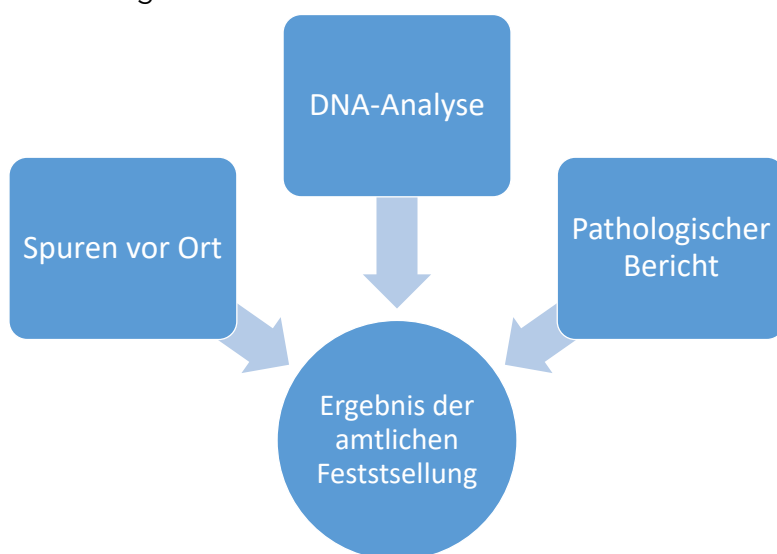 DNA-Analyse
Spuren vor Ort
Pathologischer
Bericht
Ergebnis der
amtlichen
Feststsellung